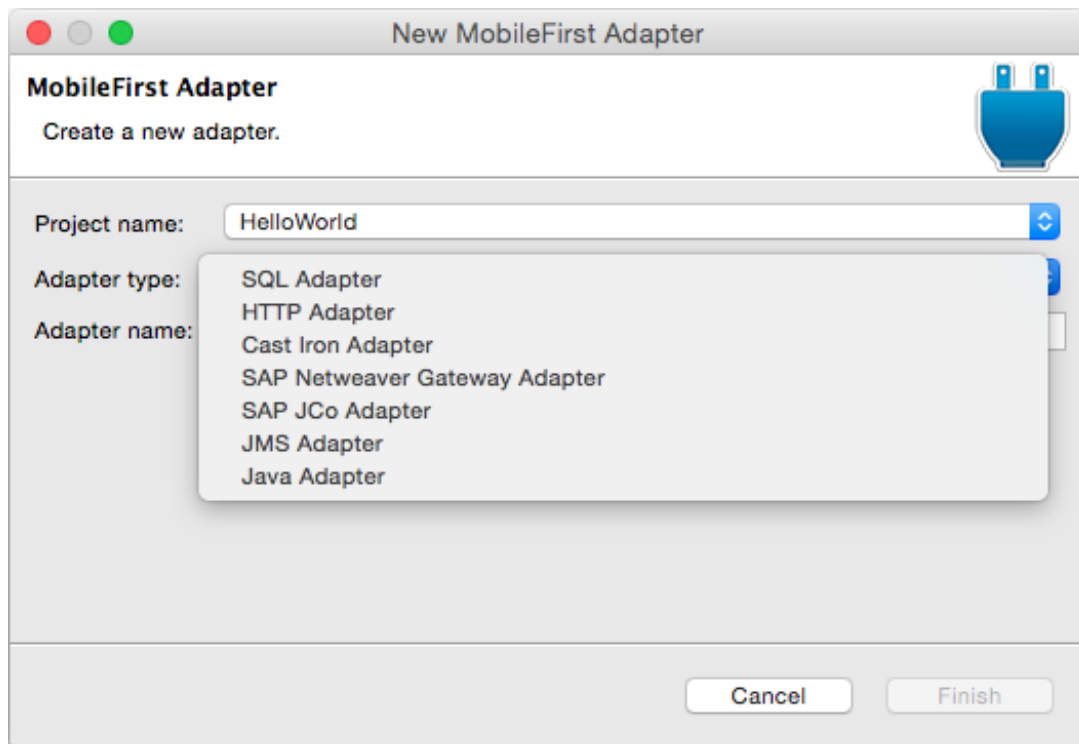 New MobileFirst Adapter
MobileFirst Adapter
Create a new adapter.
Project name: HelloWorld
Adapter type:
SQL Adapter
HTTP Adapter
Adapter name:
Cast Iron Adapter
SAP Netweaver Gateway Adapter
SAP JCo Adapter
JMS Adapter
Java Adapter
Cancel Finish